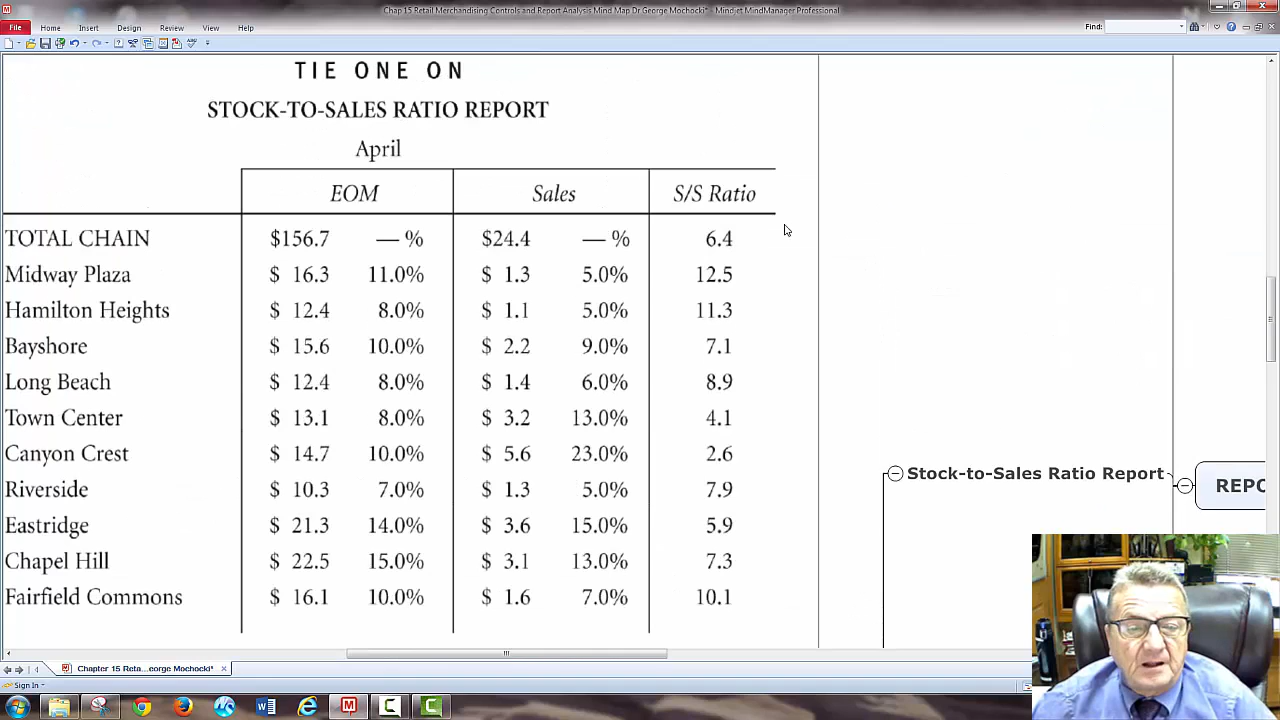 Chap 15 Retail Merchandising Controls and Report Analysis Mind Map Dr George Mochocki* - Mindjet MindManager Professional
File Home Insert Design Review View Help Find:
TIE ONE ON
STOCK-TO-SALES RATIO REPORT
April
EOM Sales S/S Ratio
TOTAL CHAIN $156.7 — % $24.4 — % 6.4
Midway Plaza $ 16.3 11.0% $ 1.3 5.0% 12.5
Hamilton Heights $ 12.4 8.0% $ 1.1 5.0% 11.3
Bayshore $ 15.6 10.0% $ 2.2 9.0% 7.1
Long Beach $ 12.4 8.0% $ 1.4 6.0% 8.9
Town Center $ 13.1 8.0% $ 3.2 13.0% 4.1
Canyon Crest $ 14.7 10.0% $ 5.6 23.0% 2.6
Riverside $ 10.3 7.0% $ 1.3 5.0% 7.9
Eastridge $ 21.3 14.0% $ 3.6 15.0% 5.9
Chapel Hill $ 22.5 15.0% $ 3.1 13.0% 7.3
Fairfield Commons $ 16.1 10.0% $ 1.6 7.0% 10.1
Stock-to-Sales Ratio Report
REPO
Chapter 15 Reta...eorge Mochocki*
Sign In